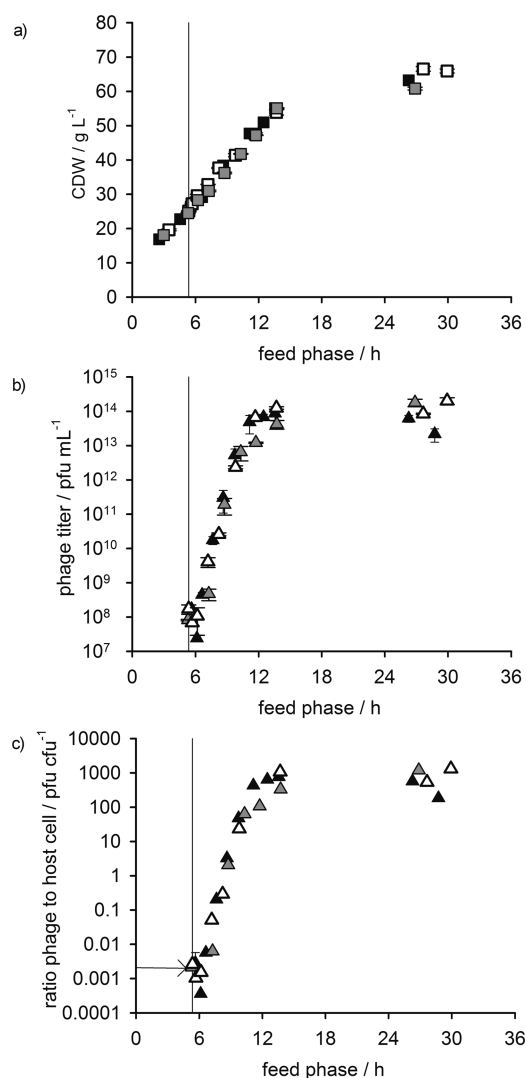 a)
CDW / g L⁻¹
80
70
60
50
40
30
20
10
0
0 6 12 18 24 30 36
feed phase / h
b)
phage titer / pfu mL⁻¹
10¹⁵
10¹⁴
10¹³
10¹²
10¹¹
10¹⁰
10⁹
10⁸
10⁷
0 6 12 18 24 30 36
feed phase / h
c)
ratio phage to host cell / pfu cfu⁻¹
10000
1000
100
10
1
0.1
0.01
0.001
0.0001
0 6 12 18 24 30 36
feed phase / h